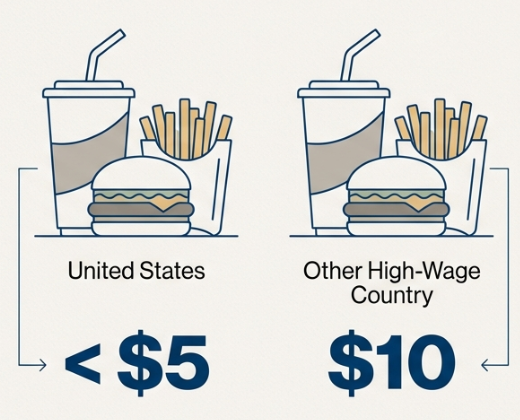 United States
< $5
Other High-Wage
Country
$10